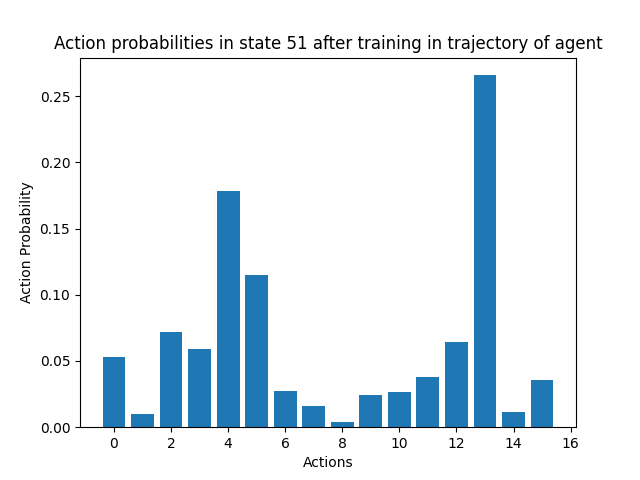 Action probabilities in state 51 after training in trajectory of agent
0.25
0.20
0.15
0.10
0.05
0.00
Action Probability
0 2 4 6 8 10 12 14 16
Actions